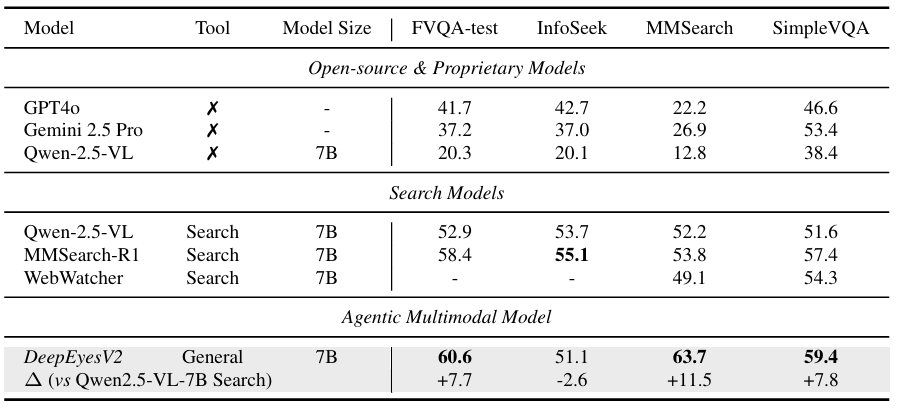 Model Tool Model Size FVQA-test InfoSeek MMSearch SimpleVQA
Open-source & Proprietary Models
GPT4o ✗ - 41.7 42.7 22.2 46.6
Gemini 2.5 Pro ✗ - 37.2 37.0 26.9 53.4
Qwen-2.5-VL ✗ 7B 20.3 20.1 12.8 38.4
Search Models
Qwen-2.5-VL Search 7B 52.9 53.7 52.2 51.6
MMSearch-R1 Search 7B 58.4 55.1 53.8 57.4
WebWatcher Search 7B - - 49.1 54.3
Agentic Multimodal Model
DeepEyesV2 General 7B 60.6 51.1 63.7 59.4
Δ (vs Qwen2.5-VL-7B Search) +7.7 -2.6 +11.5 +7.8